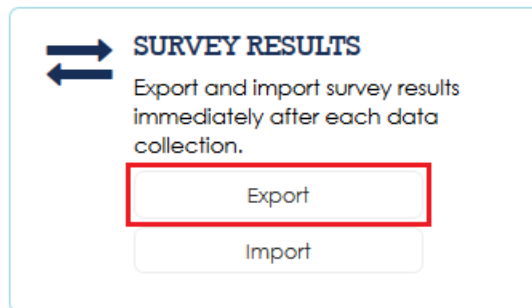 SURVEY RESULTS
Export and import survey results
immediately after each data
collection.
Export
Import